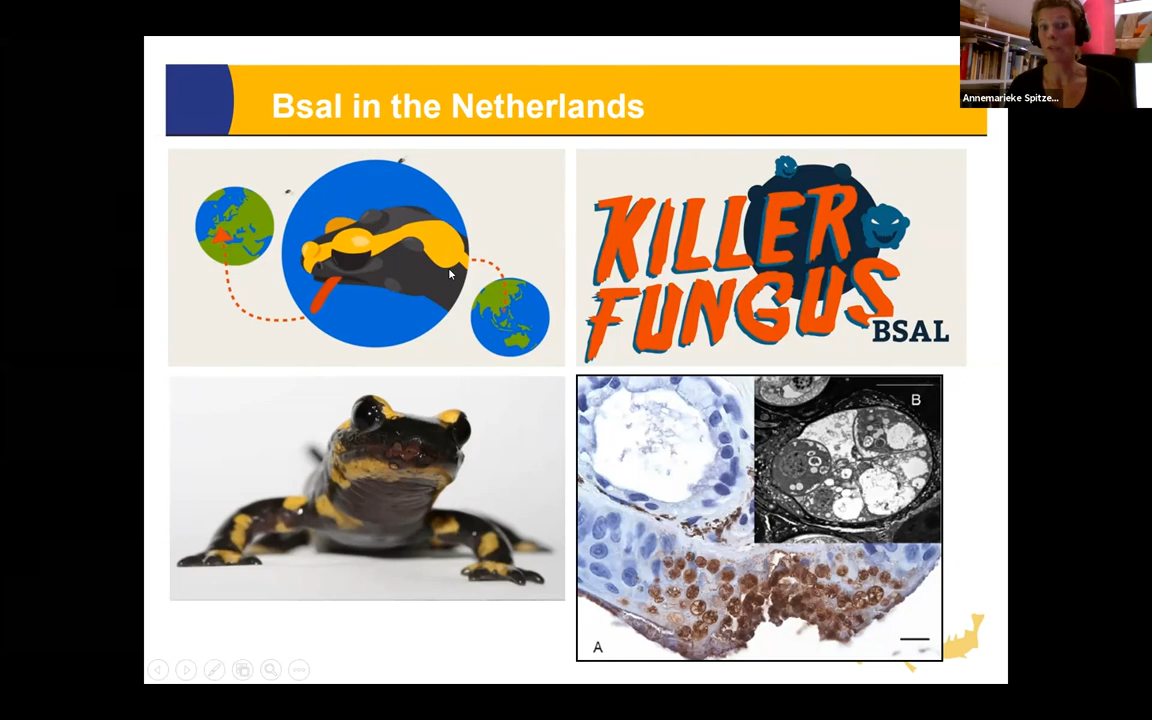 Bsal in the Netherlands
Annemarieke Spitze...
KILLER
FUNGUS
BSAL
B
A